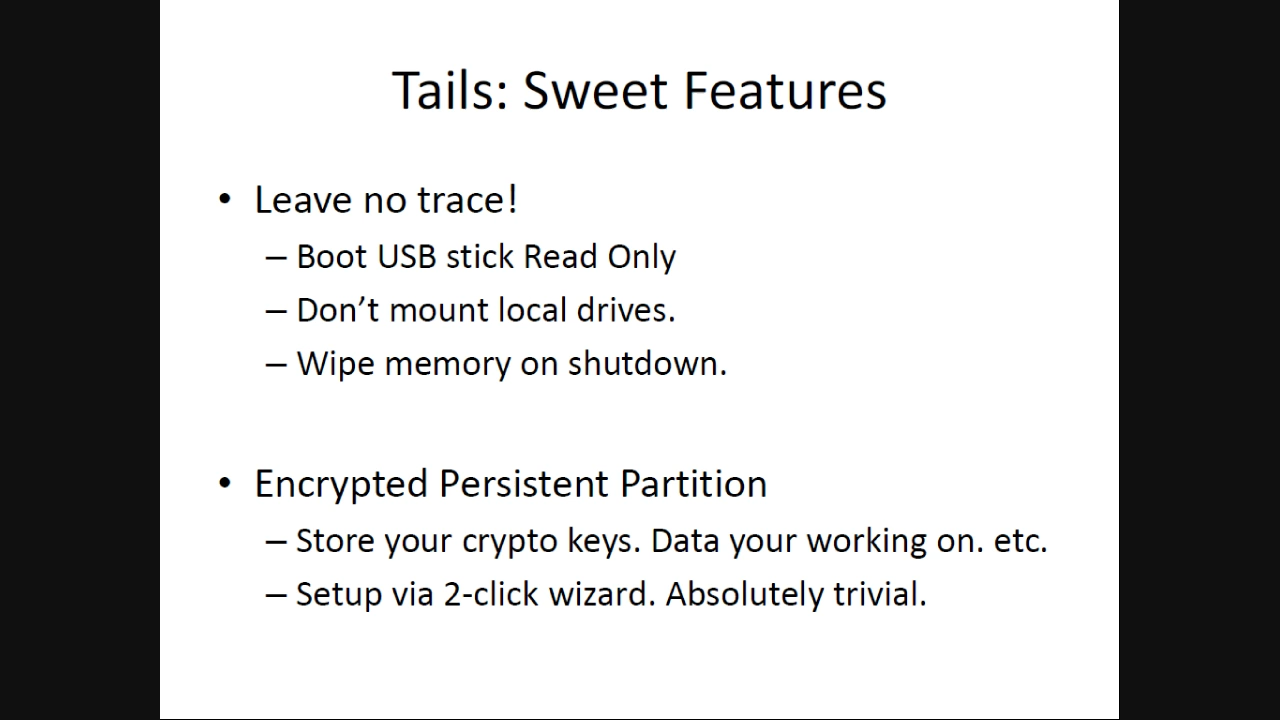 Tails: Sweet Features
• Leave no trace!
– Boot USB stick Read Only
– Don’t mount local drives.
– Wipe memory on shutdown.
• Encrypted Persistent Partition
– Store your crypto keys. Data your working on. etc.
– Setup via 2-click wizard. Absolutely trivial.